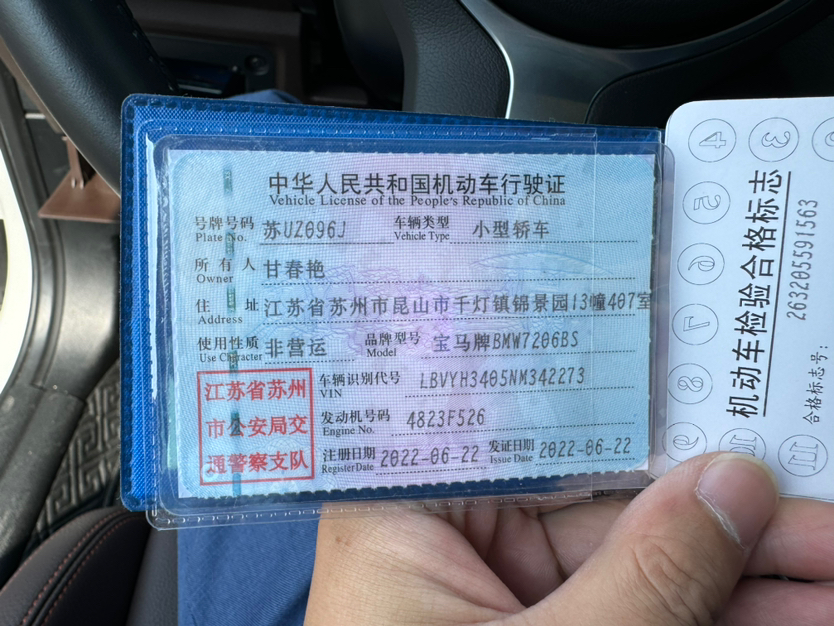 中华人民共和国机动车行驶证
Vehicle License of the People's Republic of China
号牌号码 苏UZ096J 车辆类型 小型轿车
Plate No. Vehicle Type
所有人 甘春艳
Owner
住址 江苏省苏州市昆山市千灯镇锦景园13幢407室
Address
使用性质 非营运 品牌型号 宝马牌BMW7206BS
Use Character Model
车辆识别代号 LBVYH3405NM342273
VIN
发动机号码 4823F526
Engine No.
注册日期 2022-06-22 发证日期 2022-06-22
Register Date Issue Date
江苏省苏州
市公安局交
通警察支队
机动车检验合格标志
合格标志号:
263205591563
3
4
5
6
7
8
9